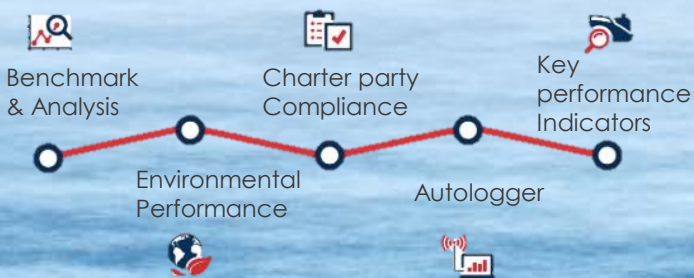 Benchmark
& Analysis
Environmental
Performance
Charter party
Compliance
Autologger
Key
performance
Indicators